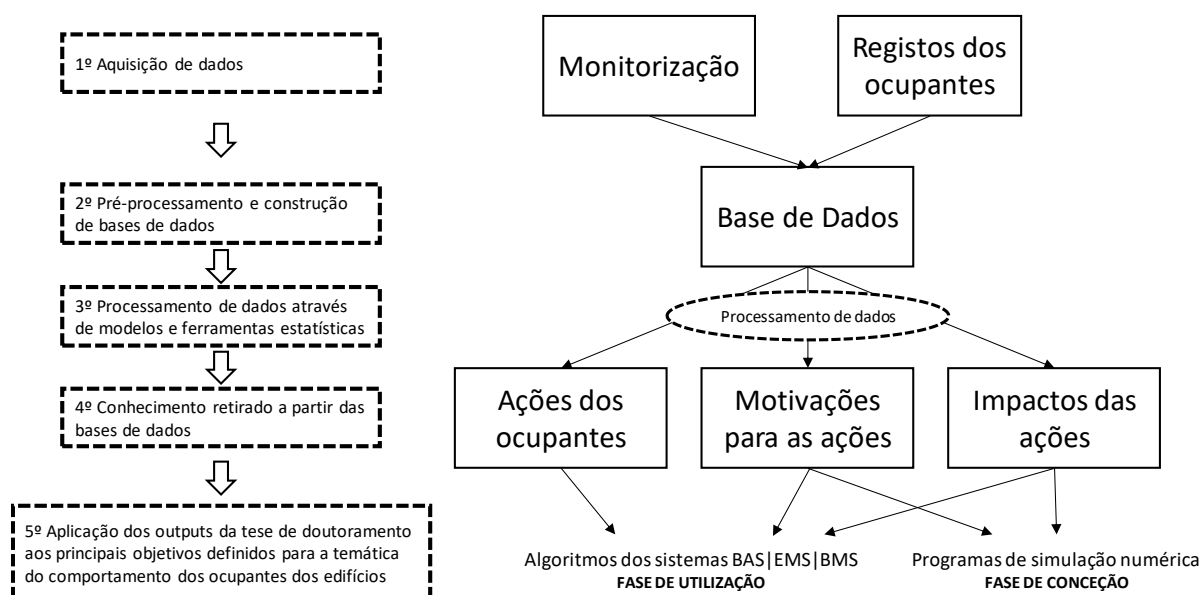 1º Aquisição de dados
2º Pré-processamento e construção
de bases de dados
3º Processamento de dados através
de modelos e ferramentas estatísticas
4º Conhecimento retirado a partir das
bases de dados
5º Aplicação dos outputs da tese de doutoramento
aos principais objetivos definidos para a temática
do comportamento dos ocupantes dos edifícios
Monitorização
Registos dos
ocupantes
Base de Dados
Processamento de dados
Ações dos
ocupantes
Motivações
para as ações
Impactos das
ações
Algoritmos dos sistemas BAS|EMS|BMS
FASE DE UTILIZAÇÃO
Programas de simulação numérica
FASE DE CONCEÇÃO